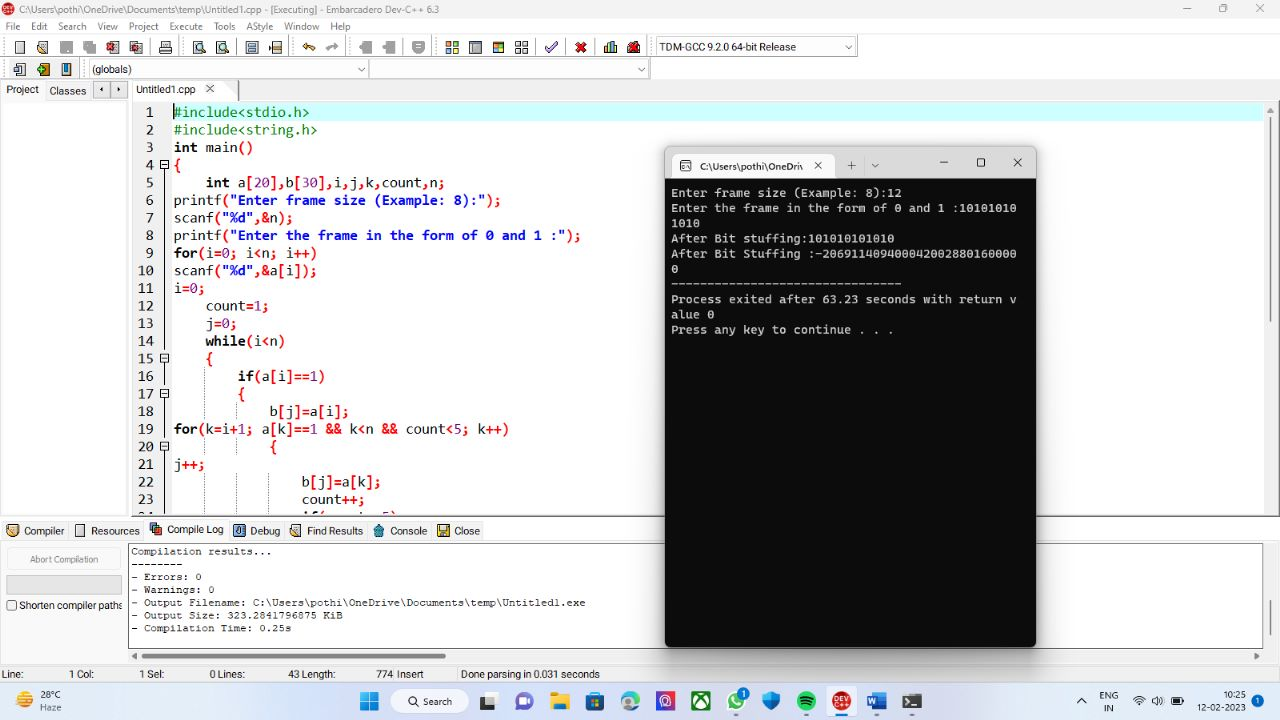 C:\Users\pothi\OneDrive\Documents\temp\Untitled1.cpp - [Executing] - Embarcadero Dev-C++ 6.3
File Edit Search View Project Execute Tools AStyle Window Help
TDM-GCC 9.2.0 64-bit Release
(globals)
Project Classes Untitled1.cpp
1 #include<stdio.h>
2 #include<string.h>
3 int main()
4 {
5 int a[20],b[30],i,j,k,count,n;
6 printf("Enter frame size (Example: 8):");
7 scanf("%d",&n);
8 printf("Enter the frame in the form of 0 and 1 :");
9 for(i=0; i<n; i++)
10 scanf("%d",&a[i]);
11 i=0;
12 count=1;
13 j=0;
14 while(i<n)
15 {
16 if(a[i]==1)
17 {
18 b[j]=a[i];
19 for(k=i+1; a[k]==1 && k<n && count<5; k++)
20 {
21 j++;
22 b[j]=a[k];
23 count++;
C:\Users\pothi\OneDriv
Enter frame size (Example: 8):12
Enter the frame in the form of 0 and 1 :10101010
1010
After Bit stuffing:101010101010
After Bit Stuffing :-206911409400042002880160000
0
--------------------------------
Process exited after 63.23 seconds with return v
alue 0
Press any key to continue . . .
Compiler Resources Compile Log Debug Find Results Console Close
Abort Compilation
Shorten compiler paths
Compilation results...
--------
- Errors: 0
- Warnings: 0
- Output Filename: C:\Users\pothi\OneDrive\Documents\temp\Untitled1.exe
- Output Size: 323.2841796875 KiB
- Compilation Time: 0.25s
Line: 1 Col: 1 Sel: 0 Lines: 43 Length: 774 Insert Done parsing in 0.031 seconds
28°C
Haze
Search
1
DEV
C++
ENG
IN
10:25
12-02-2023
1